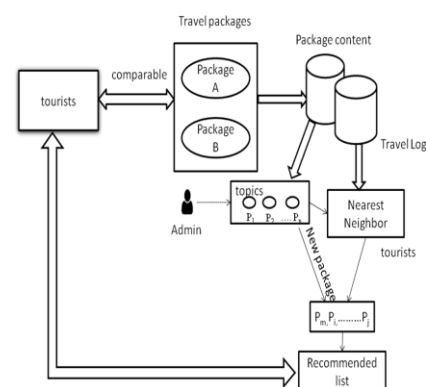 Travel packages
Package content
comparable
tourists
Package
A
Package
B
Travel Log
topics
P1 P2 ....Px
Admin
Nearest
Neighbor
New package
tourists
Pm,Pi,.........Pj
Recommended
list